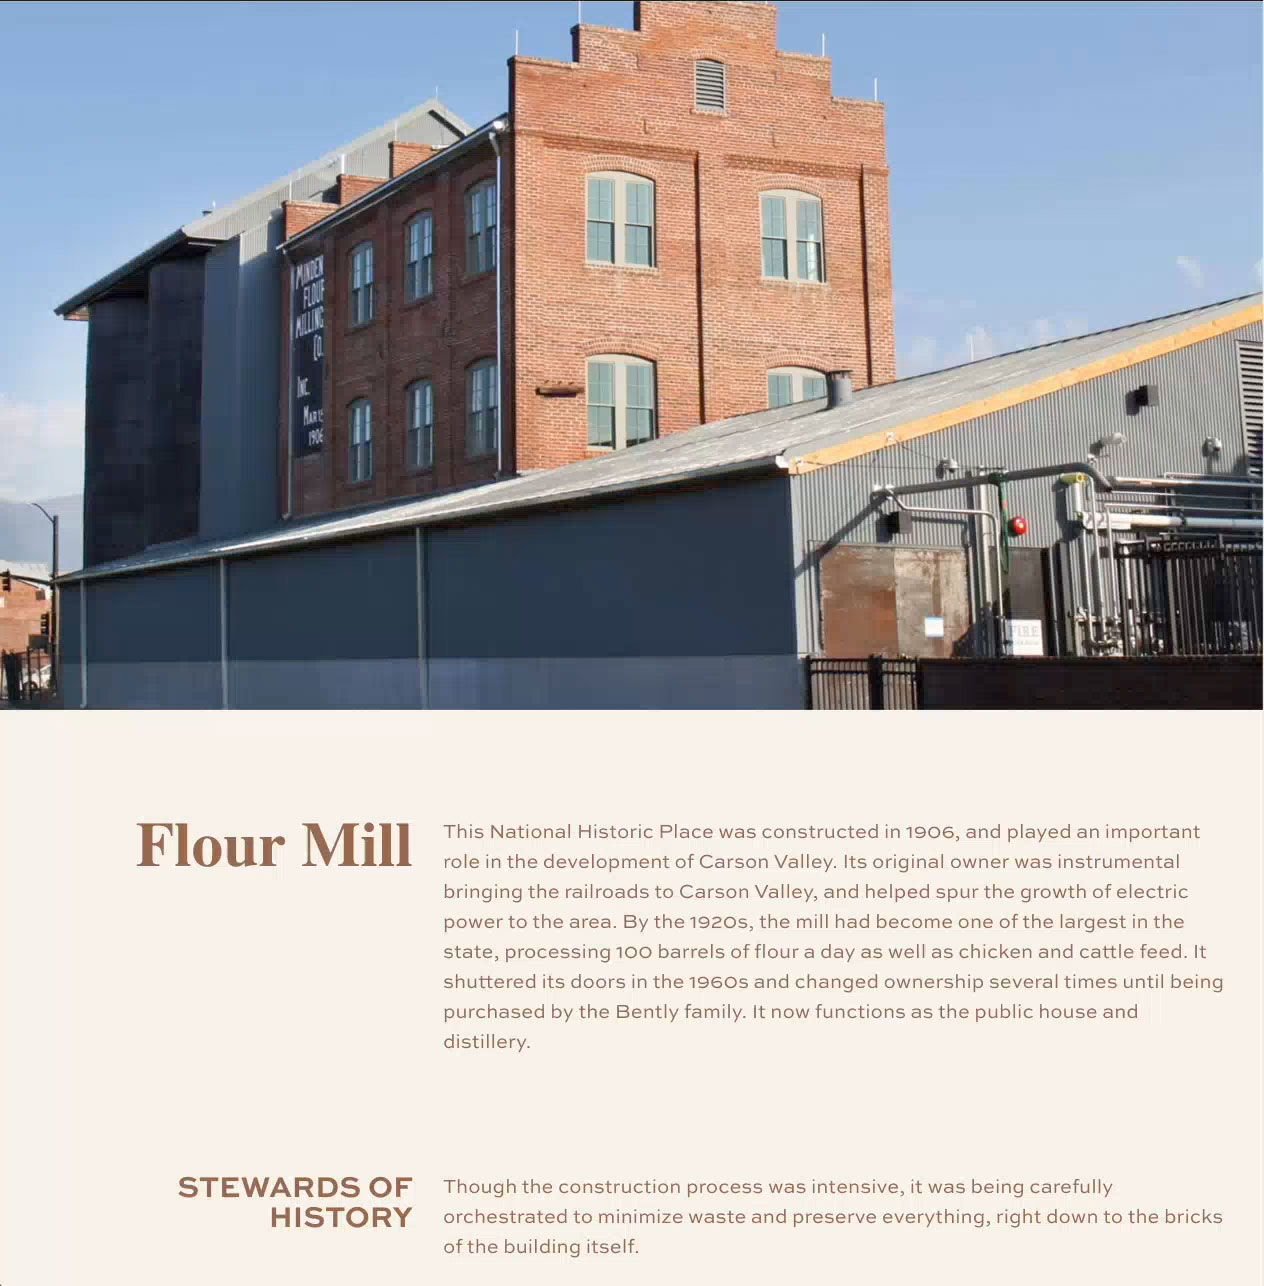 MINDEN
FLOUR
MILLING
CO.
INC.
1906
FIRE
Flour Mill
This National Historic Place was constructed in 1906, and played an important
role in the development of Carson Valley. Its original owner was instrumental
bringing the railroads to Carson Valley, and helped spur the growth of electric
power to the area. By the 1920s, the mill had become one of the largest in the
state, processing 100 barrels of flour a day as well as chicken and cattle feed. It
shuttered its doors in the 1960s and changed ownership several times until being
purchased by the Bently family. It now functions as the public house and
distillery.
STEWARDS OF
HISTORY
Though the construction process was intensive, it was being carefully
orchestrated to minimize waste and preserve everything, right down to the bricks
of the building itself.